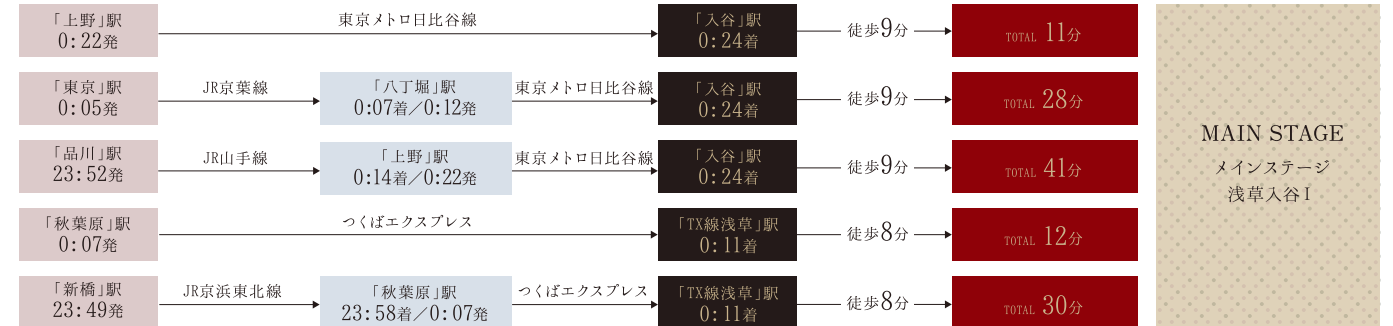 「上野」駅
0:22発
東京メトロ日比谷線
「入谷」駅
0:24着
徒歩9分
TOTAL 11分
「東京」駅
0:05発
JR京葉線
「八丁堀」駅
0:07着／0:12発
東京メトロ日比谷線
「入谷」駅
0:24着
徒歩9分
TOTAL 28分
「品川」駅
23:52発
JR山手線
「上野」駅
0:14着／0:22発
東京メトロ日比谷線
「入谷」駅
0:24着
徒歩9分
TOTAL 41分
「秋葉原」駅
0:07発
つくばエクスプレス
「TX線浅草」駅
0:11着
徒歩8分
TOTAL 12分
「新橋」駅
23:49発
JR京浜東北線
「秋葉原」駅
23:58着／0:07発
つくばエクスプレス
「TX線浅草」駅
0:11着
徒歩8分
TOTAL 30分
MAIN STAGE
メインステージ
浅草入谷I